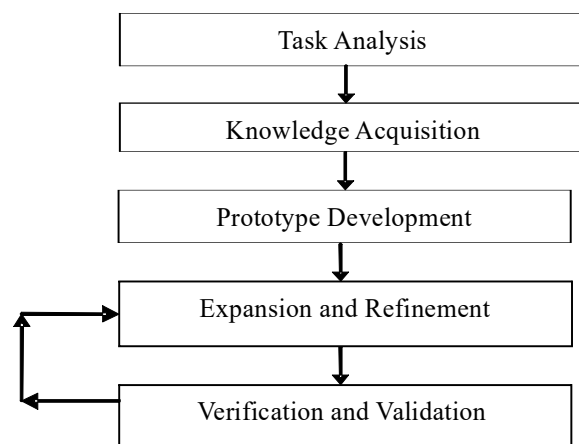 Task Analysis
Knowledge Acquisition
Prototype Development
Expansion and Refinement
Verification and Validation